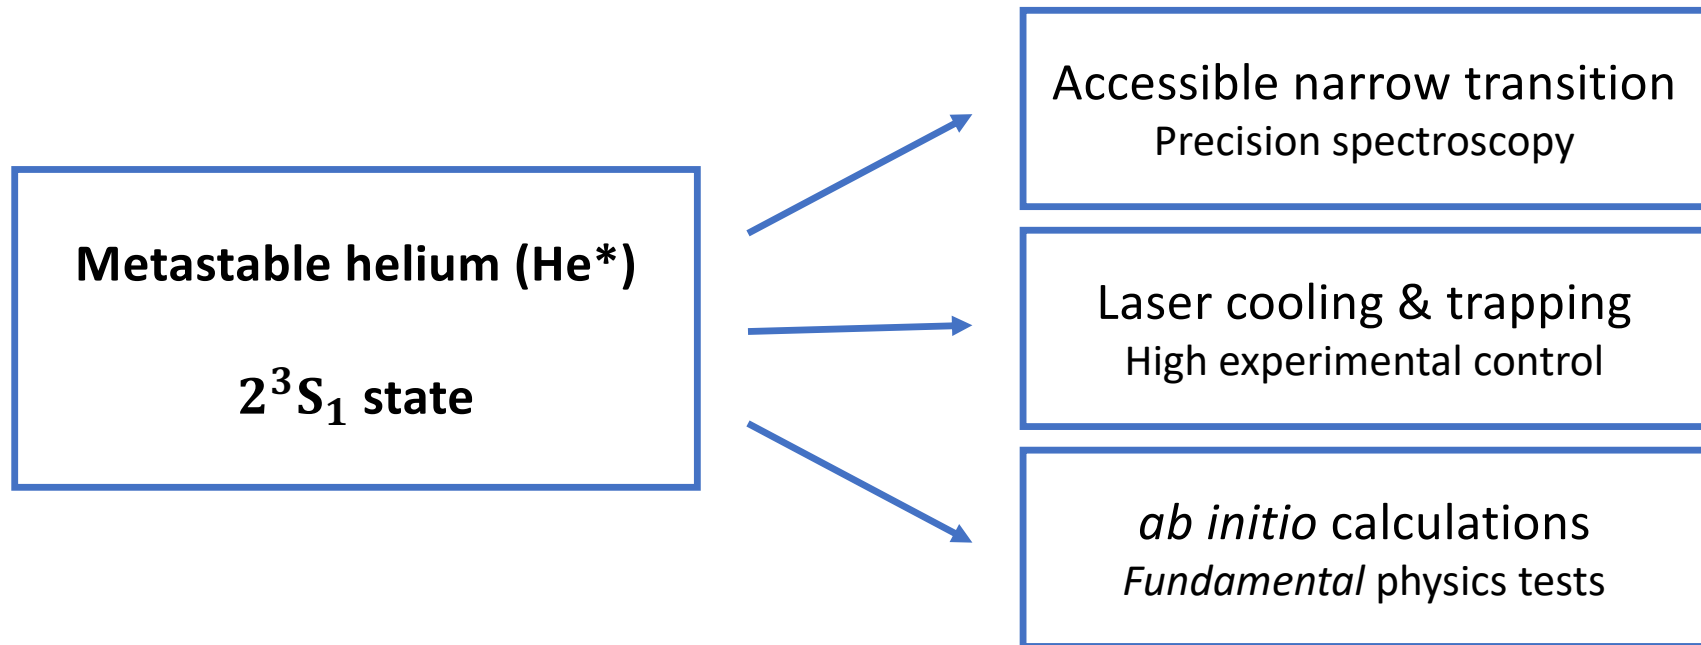 Metastable helium (He*)
2³S₁ state
Accessible narrow transition
Precision spectroscopy
Laser cooling & trapping
High experimental control
ab initio calculations
Fundamental physics tests